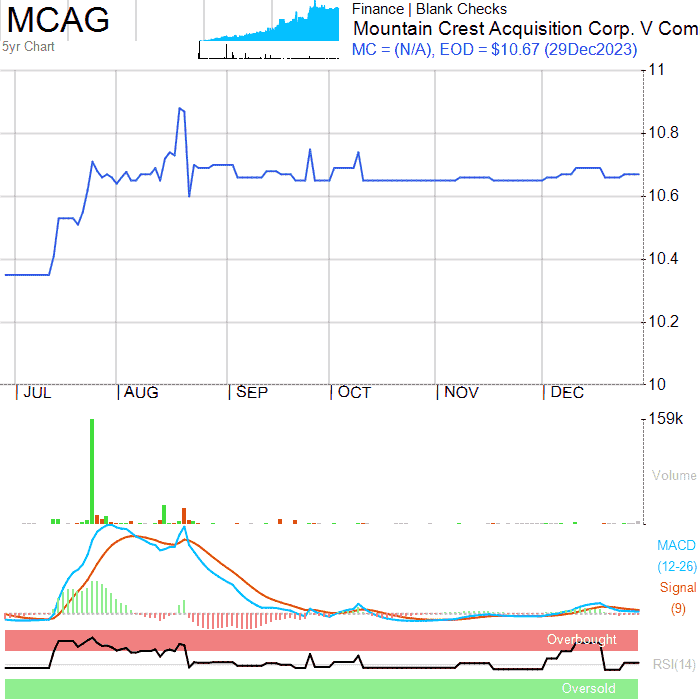 MCAG
5yr Chart
Finance | Blank Checks
Mountain Crest Acquisition Corp. V Com
MC = (N/A), EOD = $10.67 (29Dec2023)
11
10.8
10.6
10.4
10.2
10
JUL AUG SEP OCT NOV DEC
159k
Volume
MACD
(12-26)
Signal
(9)
Overbought
RSI(14)
Oversold